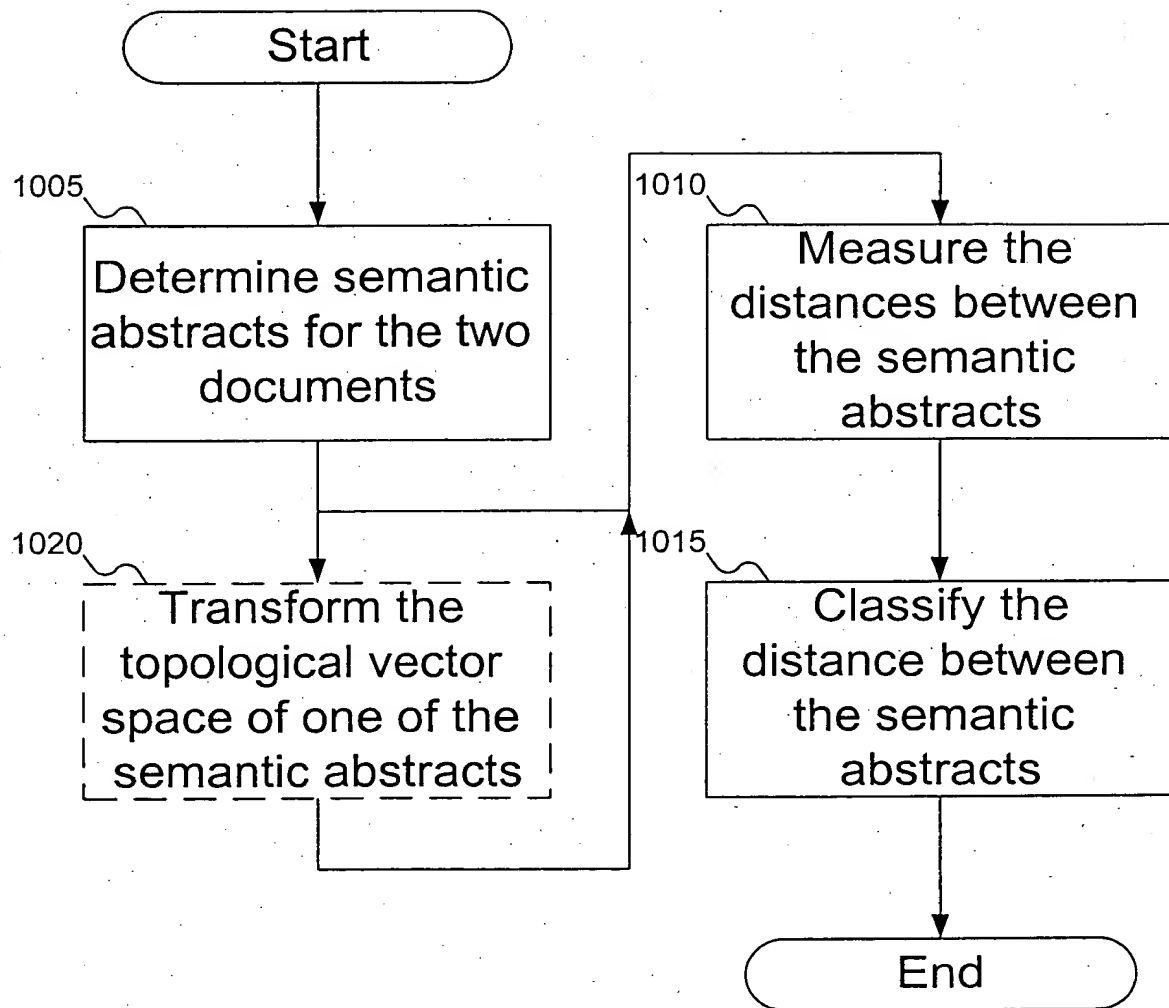 Start
1005
Determine semantic
abstracts for the two
documents
1020
Transform the
topological vector
space of one of the
semantic abstracts
1010
Measure the
distances between
the semantic
abstracts
1015
Classify the
distance between
the semantic
abstracts
End